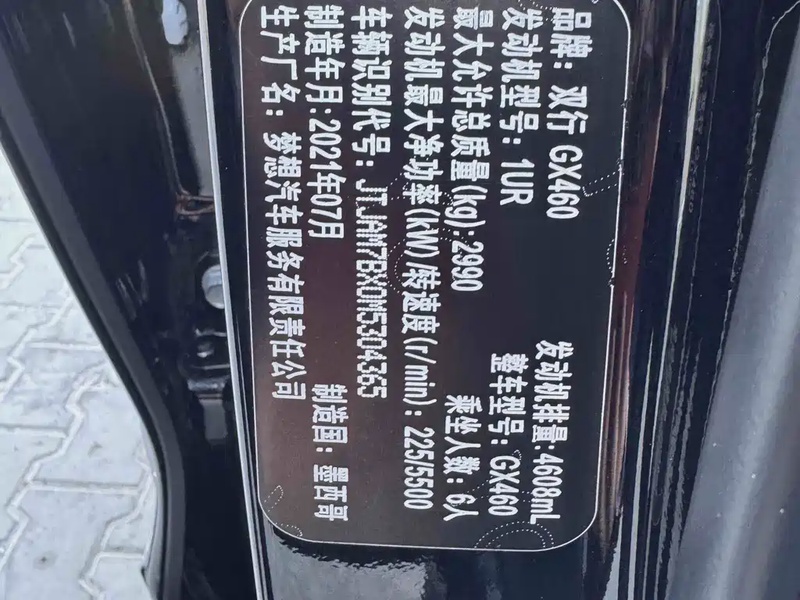 品牌：双行 GX460 发动机排量:4608mL
发动机型号：1UR 整车型号：GX460
最大允许总质量(kg)：2990 乘坐人数：6人
发动机最大净功率(kW)/转速度(r/min)：225/5500
车辆识别代号：JTJAM7BX0M5304365
制造年月：2021年07月 制造国：墨西哥
生产厂名：梦想汽车服务有限责任公司